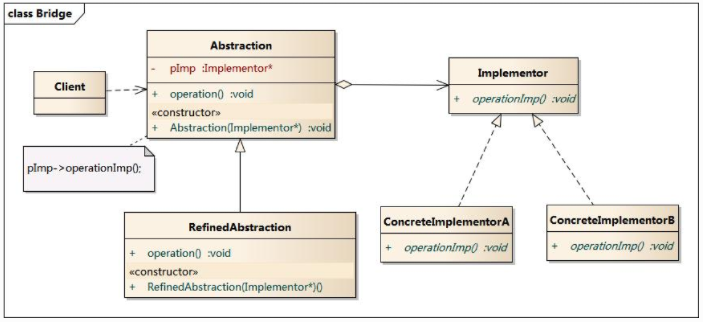 class Bridge
Abstraction
- pImp :Implementor*
+ operation() :void
«constructor»
+ Abstraction(Implementor*) :void
Client
Implementor
+ operationImp() :void
pImp->operationImp();
RefinedAbstraction
+ operation() :void
«constructor»
+ RefinedAbstraction(Implementor*)()
ConcreteImplementorA
+ operationImp() :void
ConcreteImplementorB
+ operationImp() :void